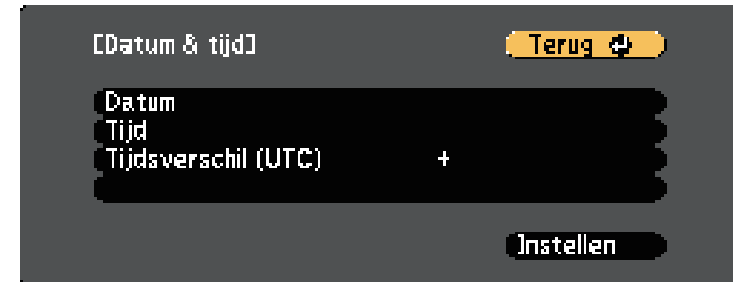 [Datum & tijd]
Terug
Datum
Tijd
Tijdsverschil (UTC) +
Instellen